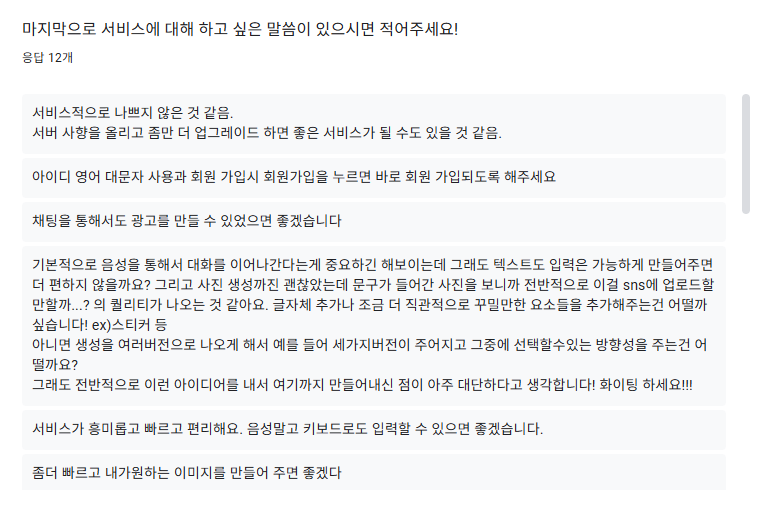 마지막으로 서비스에 대해 하고 싶은 말씀이 있으시면 적어주세요!
응답 12개
서비스적으로 나쁘지 않은 것 같음.
서버 사항을 올리고 좀만 더 업그레이드 하면 좋은 서비스가 될 수도 있을 것 같음.
아이디 영어 대문자 사용과 회원 가입시 회원가입을 누르면 바로 회원 가입되도록 해주세요
채팅을 통해서도 광고를 만들 수 있었으면 좋겠습니다
기본적으로 음성을 통해서 대화를 이어나간다는게 중요하긴 해보이는데 그래도 텍스트도 입력은 가능하게 만들어주면
더 편하지 않을까요? 그리고 사진 생성까진 괜찮았는데 문구가 들어간 사진을 보니까 전반적으로 이걸 sns에 업로드할
만할까...? 의 퀄리티가 나오는 것 같아요. 글자체 추가나 조금 더 직관적으로 꾸밀만한 요소들을 추가해주는건 어떨까
싶습니다! ex)스티커 등
아니면 생성을 여러버전으로 나오게 해서 예를 들어 세가지버전이 주어지고 그중에 선택할수있는 방향성을 주는건 어
떨까요?
그래도 전반적으로 이런 아이디어를 내서 여기까지 만들어내신 점이 아주 대단하다고 생각합니다! 화이팅 하세요!!!
서비스가 흥미롭고 빠르고 편리해요. 음성말고 키보드로도 입력할 수 있으면 좋겠습니다.
좀더 빠르고 내가원하는 이미지를 만들어 주면 좋겠다